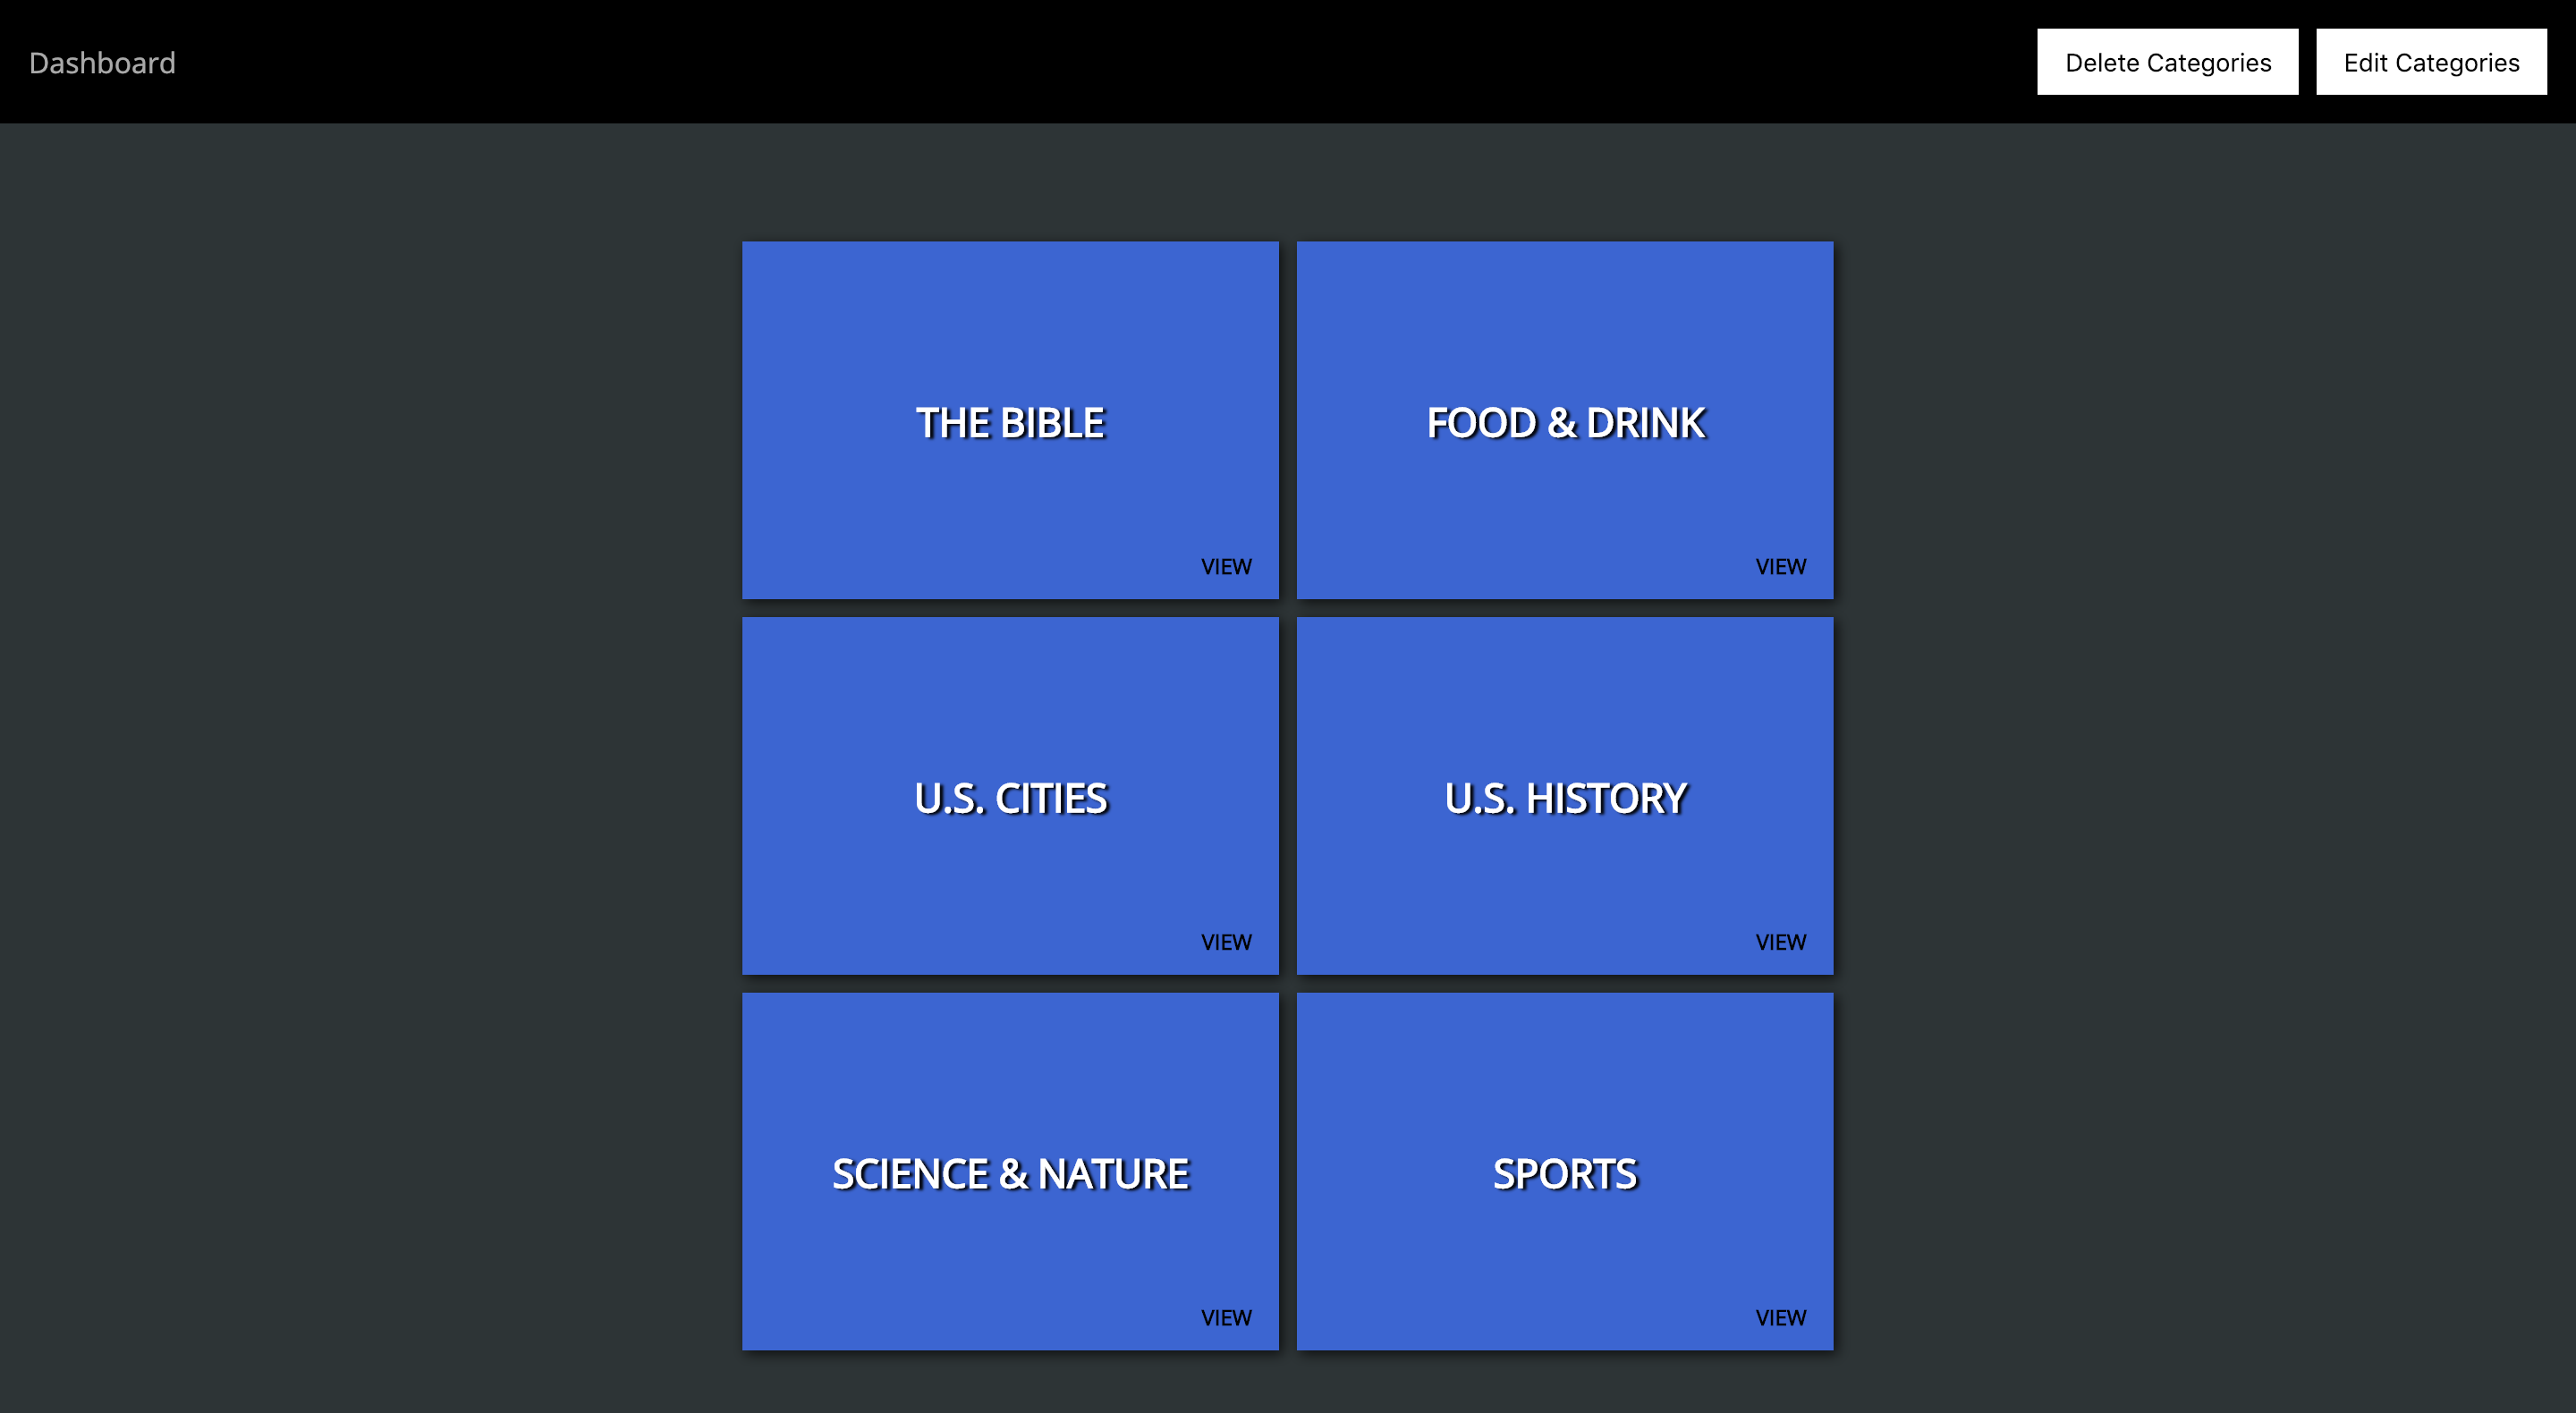 Dashboard
Delete Categories
Edit Categories
THE BIBLE
VIEW
FOOD & DRINK
VIEW
U.S. CITIES
VIEW
U.S. HISTORY
VIEW
SCIENCE & NATURE
VIEW
SPORTS
VIEW